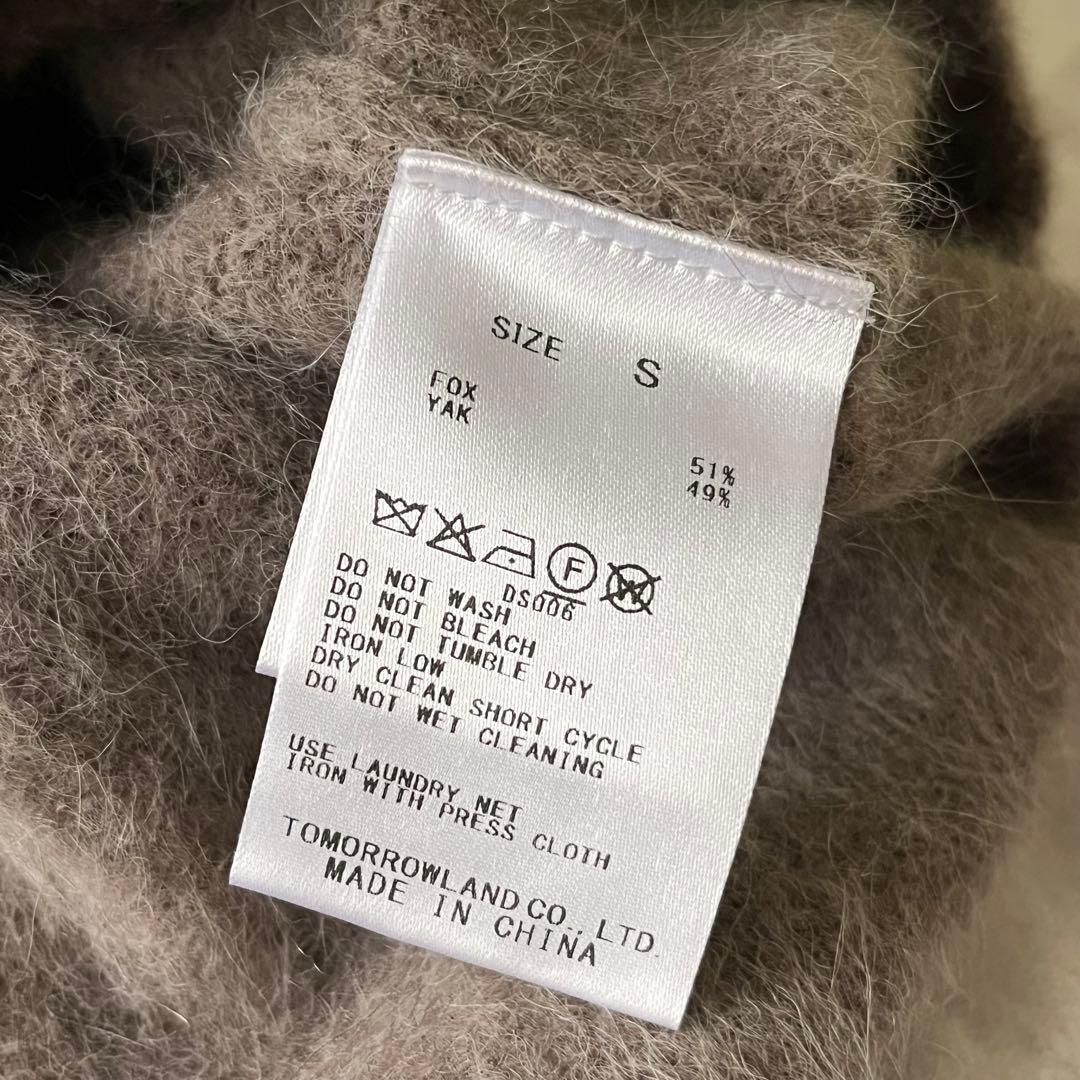 SIZE S
FOX 51%
YAK 49%
F W
DS006
DO NOT WASH
DO NOT BLEACH
DO NOT TUMBLE DRY
IRON LOW
DRY CLEAN SHORT CYCLE
DO NOT WET CLEANING
USE LAUNDRY NET
IRON WITH PRESS CLOTH
TOMORROWLAND CO., LTD.
MADE IN CHINA